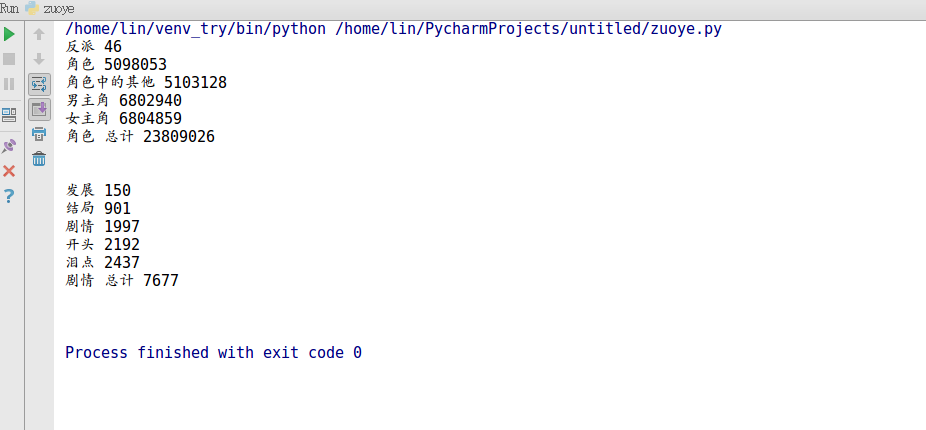 Run zuoye
/home/lin/venv_try/bin/python /home/lin/PycharmProjects/untitled/zuoye.py
反派 46
角色 5098053
角色中的其他 5103128
男主角 6802940
女主角 6804859
角色 总计 23809026
发展 150
结局 901
剧情 1997
开头 2192
泪点 2437
剧情 总计 7677
Process finished with exit code 0